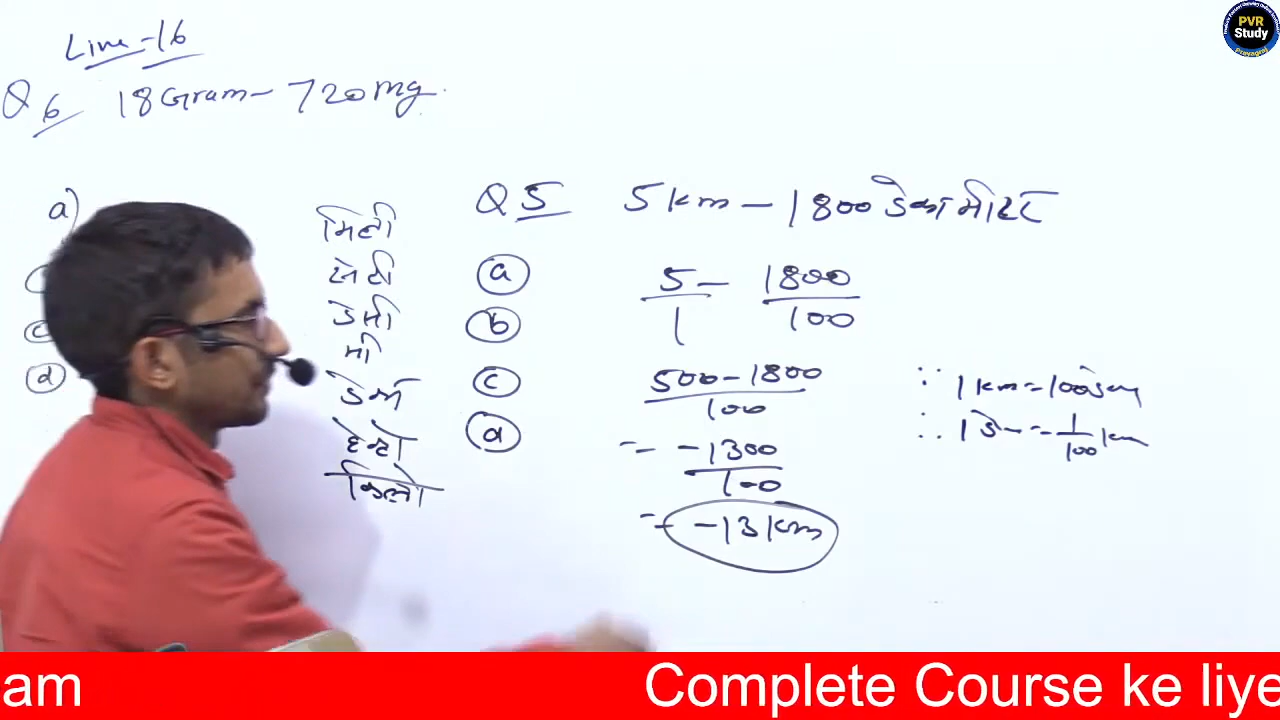 Line-16
Q 6 18 Gram - 720 mg.
a)
c
d
मिली
सेंटी
डेसी
मी
डेका
हेक्टो
किलो
Q 5 5 km - 1800 डेकामीटर
a
b
c
d
5/1 - 1800/100
500-1800/100
= -1300/100
= -13 km
∵ 1 km = 100
∴ 1 = 1/100 km
PVR
Study
Prayagraj
am Complete Course ke liye